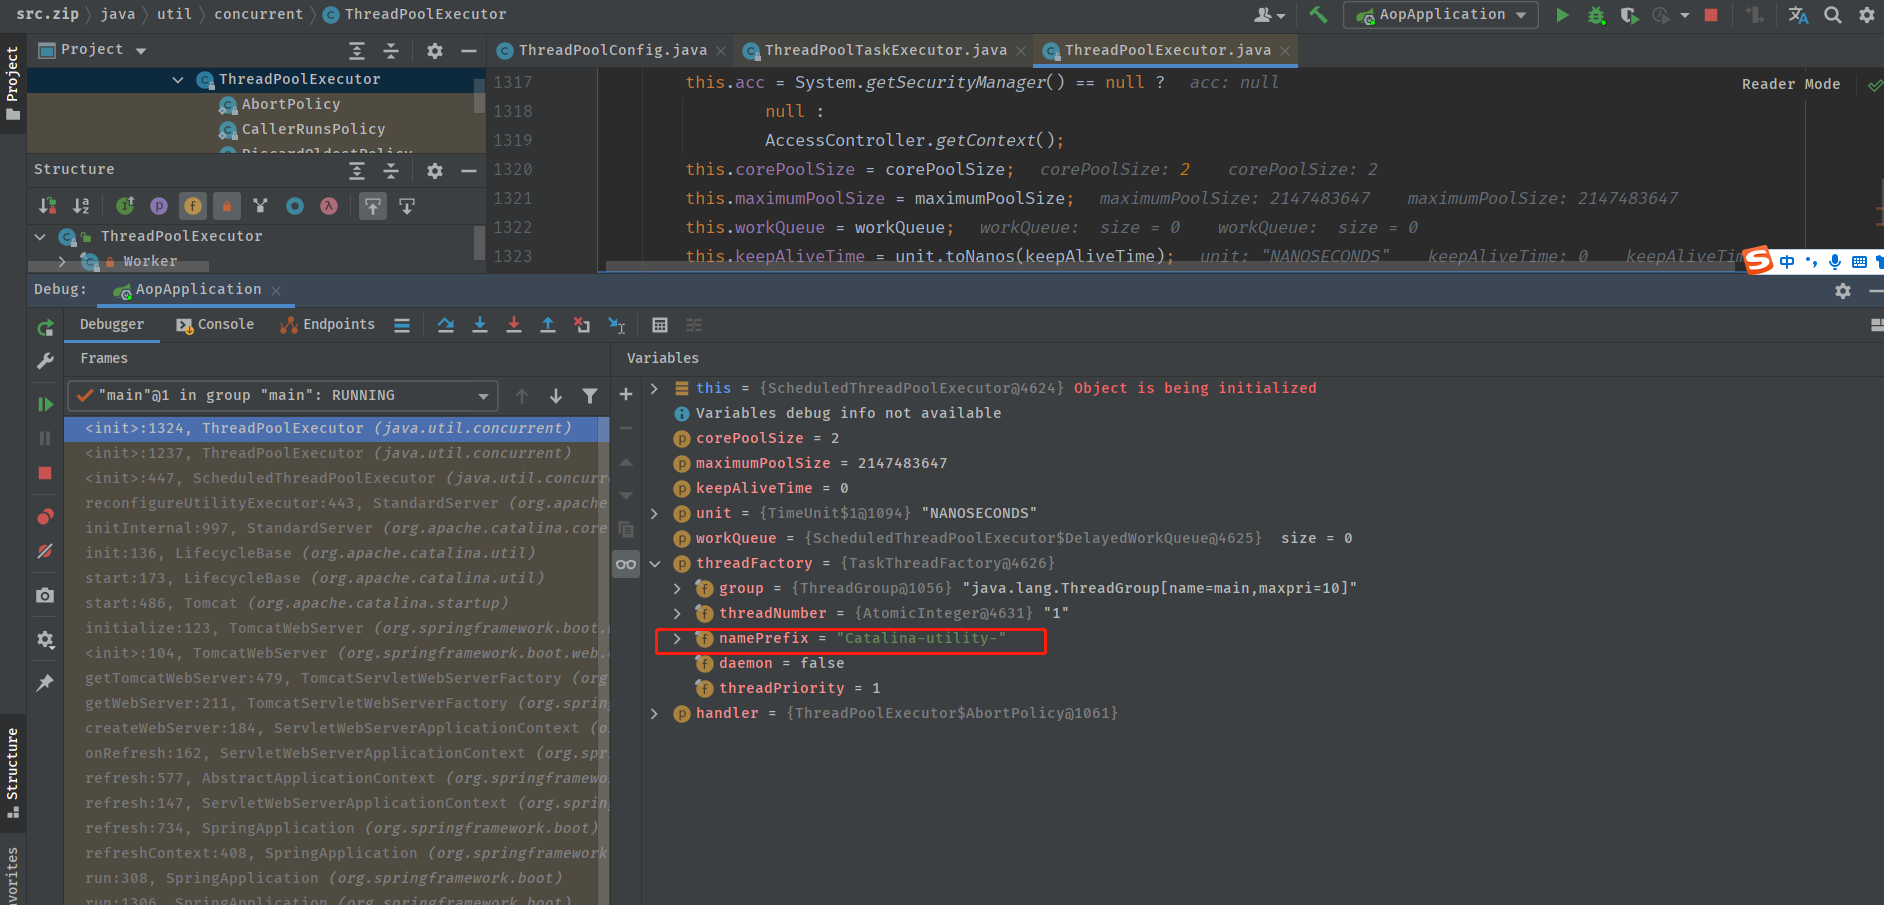 src.zip java util concurrent ThreadPoolExecutor
AopApplication
Project
ThreadPoolConfig.java
ThreadPoolTaskExecutor.java
ThreadPoolExecutor.java
Project
ThreadPoolExecutor
AbortPolicy
CallerRunsPolicy
DiscardOldestPolicy
Structure
ThreadPoolExecutor
Worker
Reader Mode
1317 this.acc = System.getSecurityManager() == null ? acc: null
1318 null :
1319 AccessController.getContext();
1320 this.corePoolSize = corePoolSize; corePoolSize: 2 corePoolSize: 2
1321 this.maximumPoolSize = maximumPoolSize; maximumPoolSize: 2147483647 maximumPoolSize: 2147483647
1322 this.workQueue = workQueue; workQueue: size = 0 workQueue: size = 0
1323 this.keepAliveTime = unit.toNanos(keepAliveTime); unit: "NANOSECONDS" keepAliveTime: 0 keepAliveTim
S 中
Debug: AopApplication
Debugger Console Endpoints
Frames
"main"@1 in group "main": RUNNING
<init>:1324, ThreadPoolExecutor (java.util.concurrent)
<init>:1237, ThreadPoolExecutor (java.util.concurrent)
<init>:447, ScheduledThreadPoolExecutor (java.util.concurr
reconfigureUtilityExecutor:443, StandardServer (org.apache
initInternal:997, StandardServer (org.apache.catalina.core
init:136, LifecycleBase (org.apache.catalina.util)
start:173, LifecycleBase (org.apache.catalina.util)
start:486, Tomcat (org.apache.catalina.startup)
initialize:123, TomcatWebServer (org.springframework.boot.
<init>:104, TomcatWebServer (org.springframework.boot.web.
getTomcatWebServer:479, TomcatServletWebServerFactory (org
getWebServer:211, TomcatServletWebServerFactory (org.sprin
createWebServer:184, ServletWebServerApplicationContext (o
onRefresh:162, ServletWebServerApplicationContext (org.spr
refresh:577, AbstractApplicationContext (org.springframewo
refresh:147, ServletWebServerApplicationContext (org.sprin
refresh:734, SpringApplication (org.springframework.boot)
refreshContext:408, SpringApplication (org.springframework
run:308, SpringApplication (org.springframework.boot)
run:1306, SpringApplication (org.springframework.boot)
Variables
this = {ScheduledThreadPoolExecutor@4624} Object is being initialized
Variables debug info not available
corePoolSize = 2
maximumPoolSize = 2147483647
keepAliveTime = 0
unit = {TimeUnit$1@1094} "NANOSECONDS"
workQueue = {ScheduledThreadPoolExecutor$DelayedWorkQueue@4625} size = 0
threadFactory = {TaskThreadFactory@4626}
group = {ThreadGroup@1056} "java.lang.ThreadGroup[name=main,maxpri=10]"
threadNumber = {AtomicInteger@4631} "1"
namePrefix = "Catalina-utility-"
daemon = false
threadPriority = 1
handler = {ThreadPoolExecutor$AbortPolicy@1061}
Structure
avorites